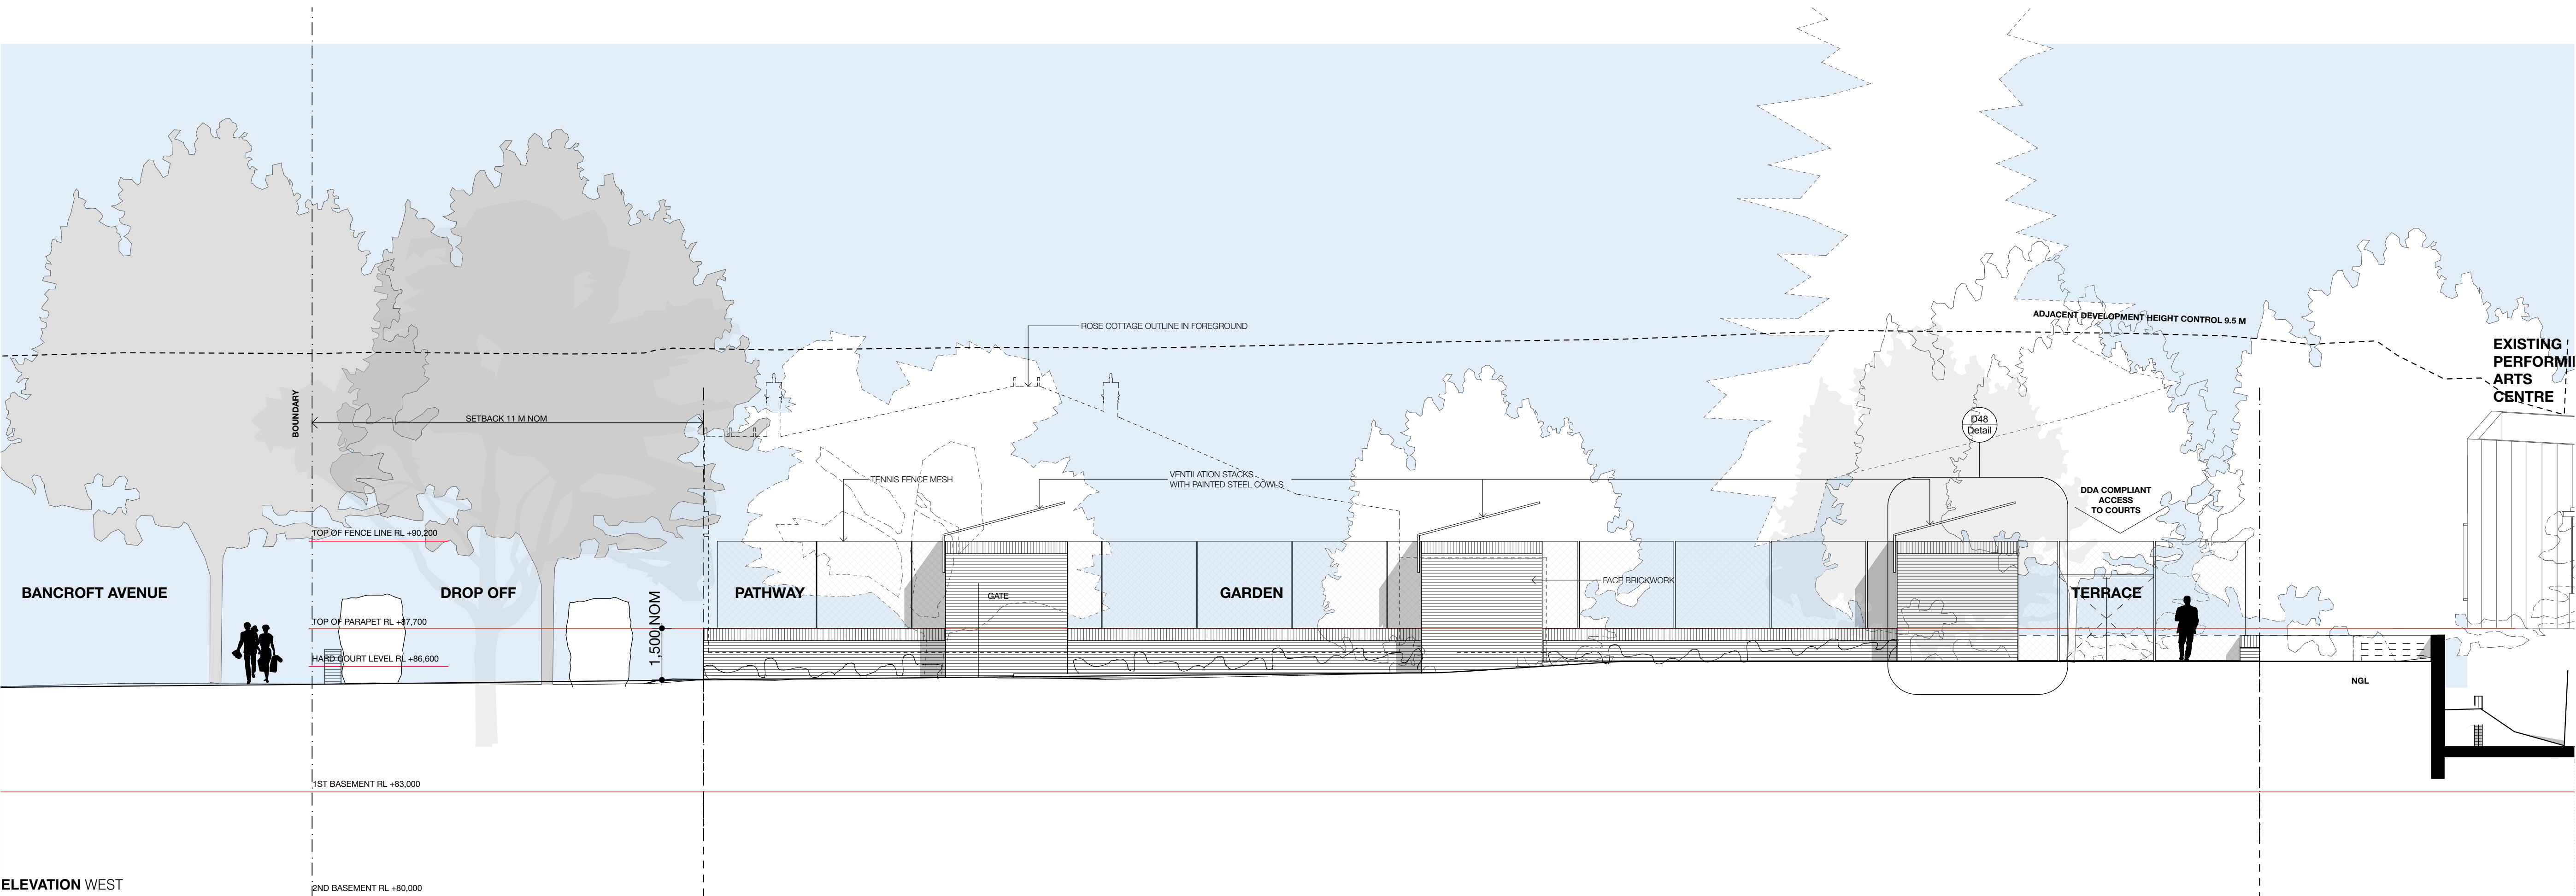 ADJACENT DEVELOPMENT HEIGHT CONTROL 9.5 M
ROSE COTTAGE OUTLINE IN FOREGROUND
EXISTING
PERFORMI
ARTS
CENTRE
BOUNDARY
SETBACK 11 M NOM
D48
Detail
TENNIS FENCE MESH
VENTILATION STACKS
WITH PAINTED STEEL COWLS
DDA COMPLIANT
ACCESS
TO COURTS
TOP OF FENCE LINE RL +90,200
BANCROFT AVENUE
DROP OFF
PATHWAY
GATE
GARDEN
FACE BRICKWORK
TERRACE
TOP OF PARAPET RL +87,700
1,500 NOM
HARD COURT LEVEL RL +86,600
NGL
1ST BASEMENT RL +83,000
ELEVATION WEST
2ND BASEMENT RL +80,000